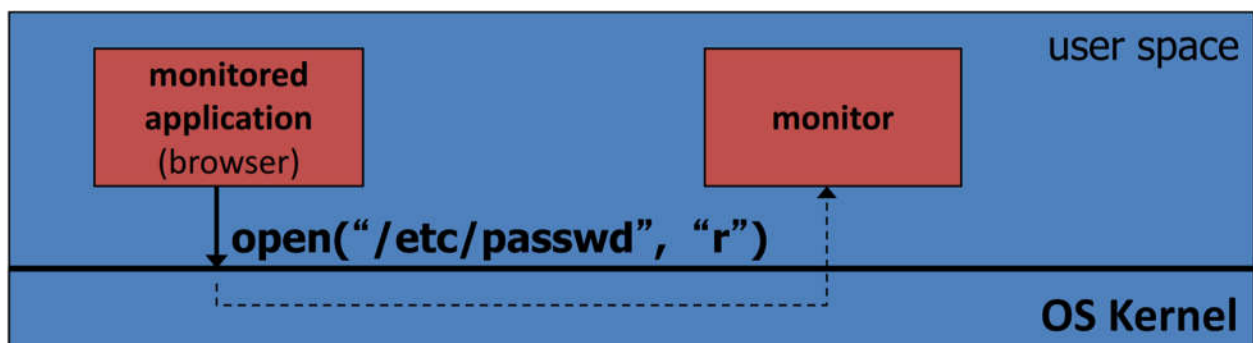 user space
monitored
application
(browser)
monitor
open(“/etc/passwd”, “r”)
OS Kernel